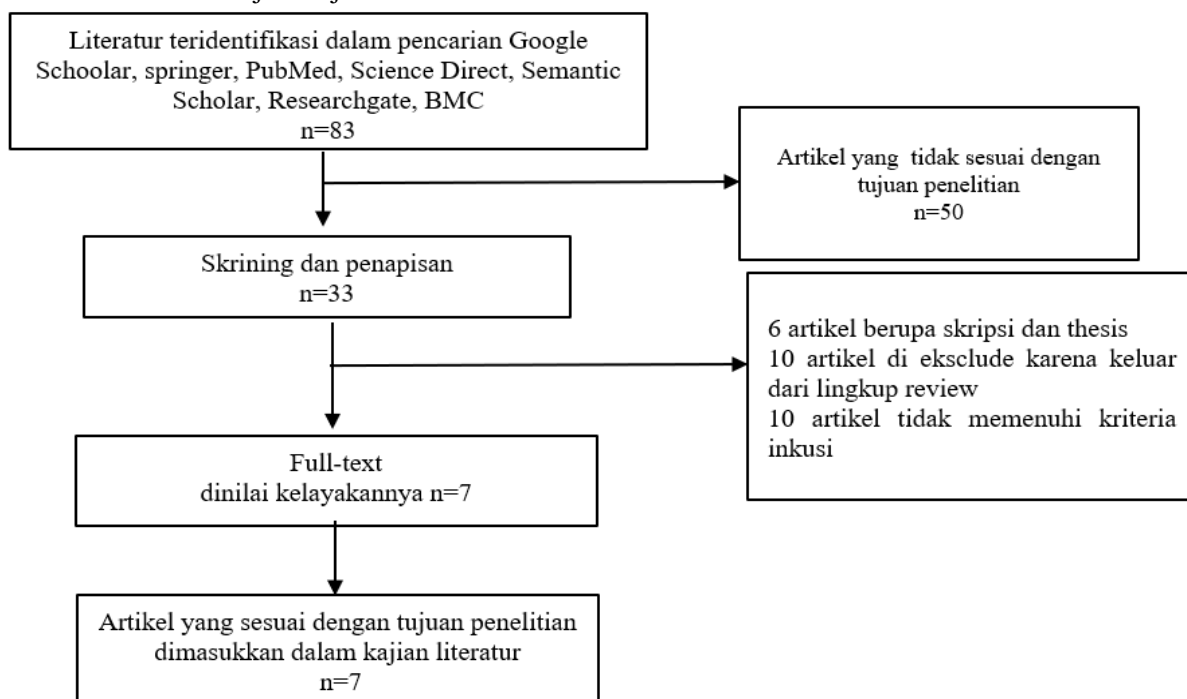 Literatur teridentifikasi dalam pencarian Google
Schoolar, springer, PubMed, Science Direct, Semantic
Scholar, Researchgate, BMC
n=83
Artikel yang tidak sesuai dengan
tujuan penelitian
n=50
Skrining dan penapisan
n=33
6 artikel berupa skripsi dan thesis
10 artikel di eksclude karena keluar
dari lingkup review
10 artikel tidak memenuhi kriteria
inkusi
Full-text
dinilai kelayakannya n=7
Artikel yang sesuai dengan tujuan penelitian
dimasukkan dalam kajian literatur
n=7